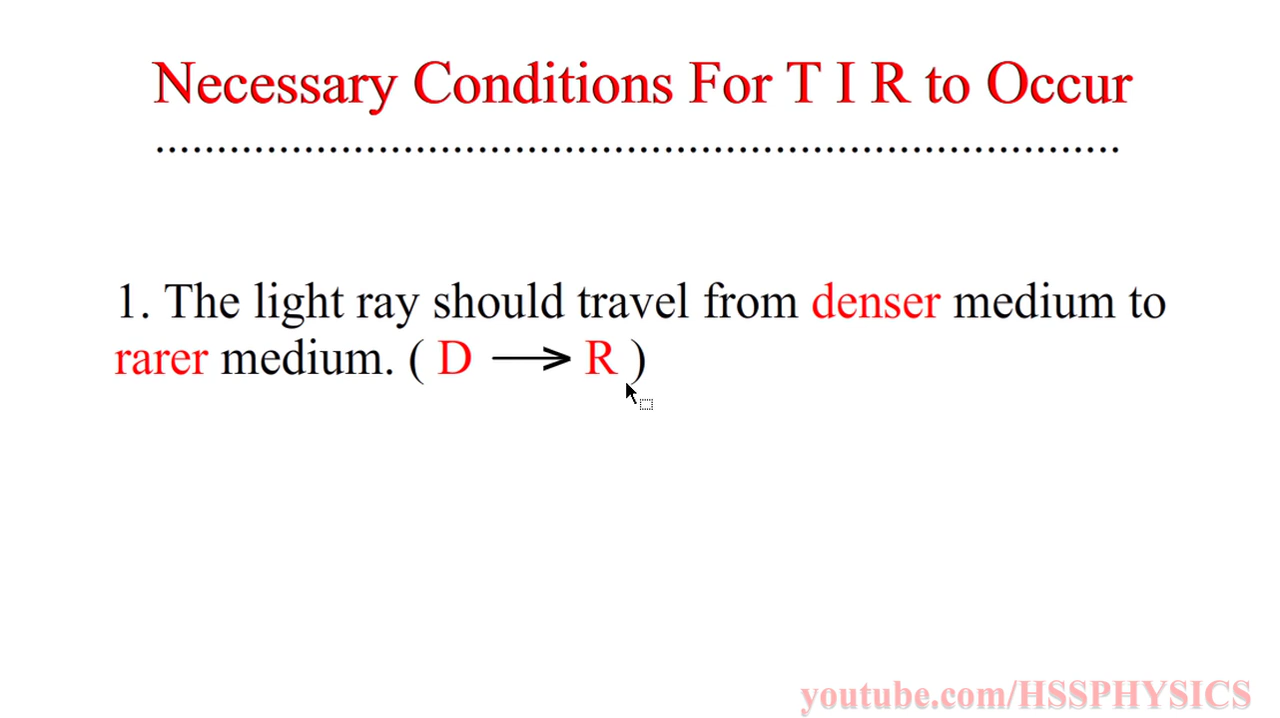 Necessary Conditions For T I R to Occur
................................................................................
1. The light ray should travel from denser medium to
rarer medium. ( D ⟶ R )
youtube.com/HSSPHYSICS